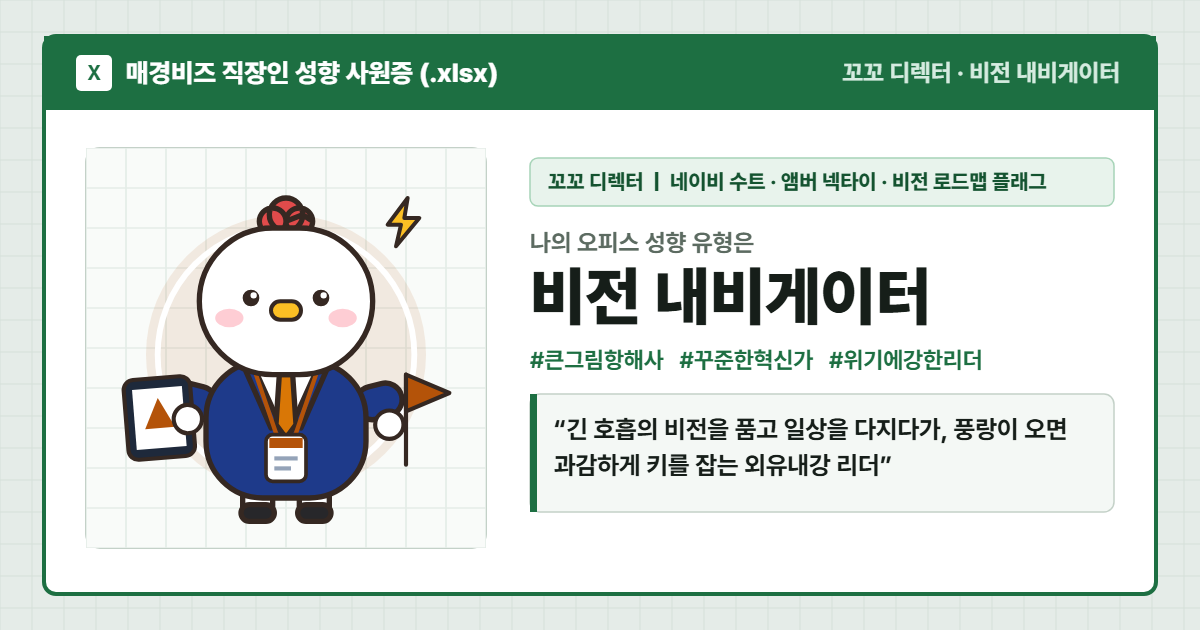 X 매경비즈 직장인 성향 사원증 (.xlsx)
꼬꼬 디렉터 · 비전 내비게이터
꼬꼬 디렉터 | 네이비 수트 · 앰버 넥타이 · 비전 로드맵 플래그
나의 오피스 성향 유형은
비전 내비게이터
#큰그림항해사 #꾸준한혁신가 #위기에강한리더
“긴 호흡의 비전을 품고 일상을 다지다가, 풍랑이 오면
과감하게 키를 잡는 외유내강 리더”